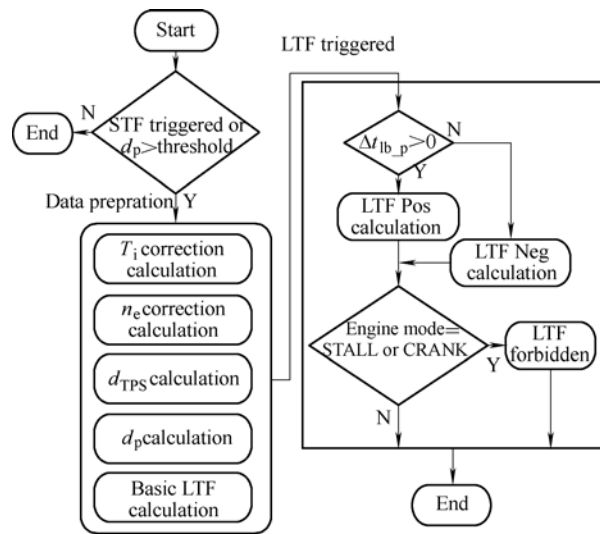 Start
LTF triggered
N
STF triggered or
dp>threshold
End
Y
Data prepration
Ti correction
calculation
ne correction
calculation
dTPS calculation
dp calculation
Basic LTF
calculation
Δtlb_p>0
N
Y
LTF Pos
calculation
LTF Neg
calculation
Engine mode=
STALL or CRANK
Y
LTF
forbidden
N
End